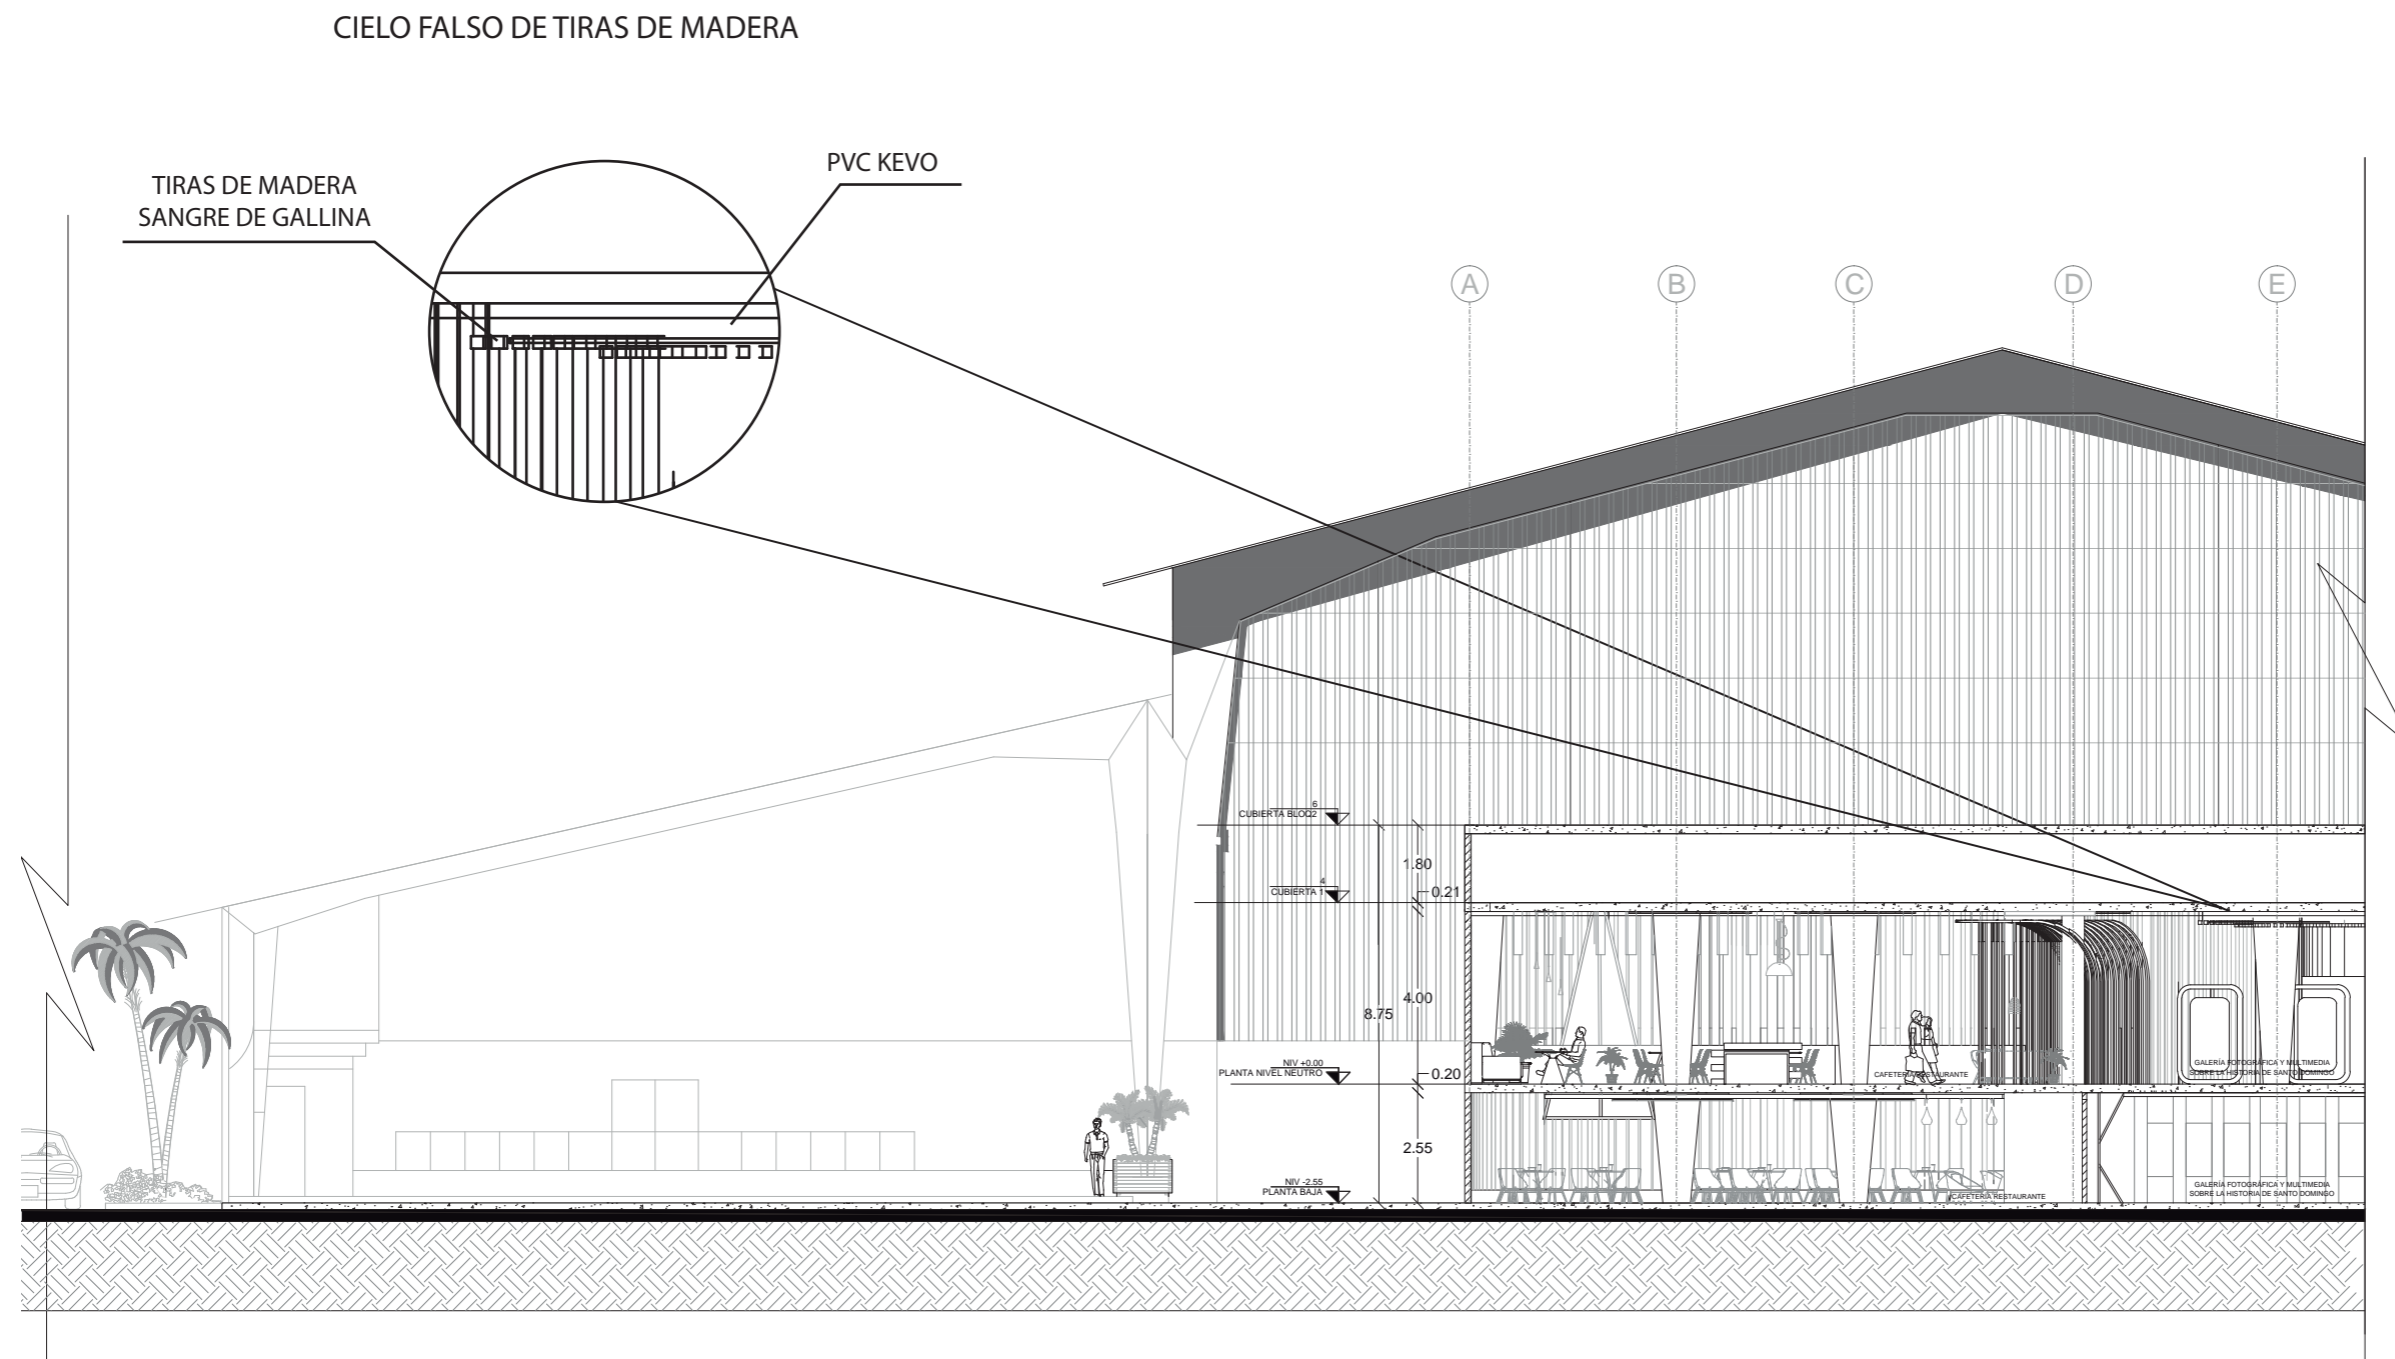 CIELO FALSO DE TIRAS DE MADERA
TIRAS DE MADERA
SANGRE DE GALLINA
PVC KEVO
A
B
C
D
E
6
CUBIERTA BLOQ2
1.80
4
CUBIERTA 1
0.21
4.00
8.75
NIV +0.00
PLANTA NIVEL NEUTRO
0.20
CAFETERÍA RESTAURANTE
GALERÍA FOTOGRÁFICA Y MULTIMEDIA
SOBRE LA HISTORIA DE SANTO DOMINGO
2.55
NIV -2.55
PLANTA BAJA
CAFETERÍA RESTAURANTE
GALERÍA FOTOGRÁFICA Y MULTIMEDIA
SOBRE LA HISTORIA DE SANTO DOMINGO